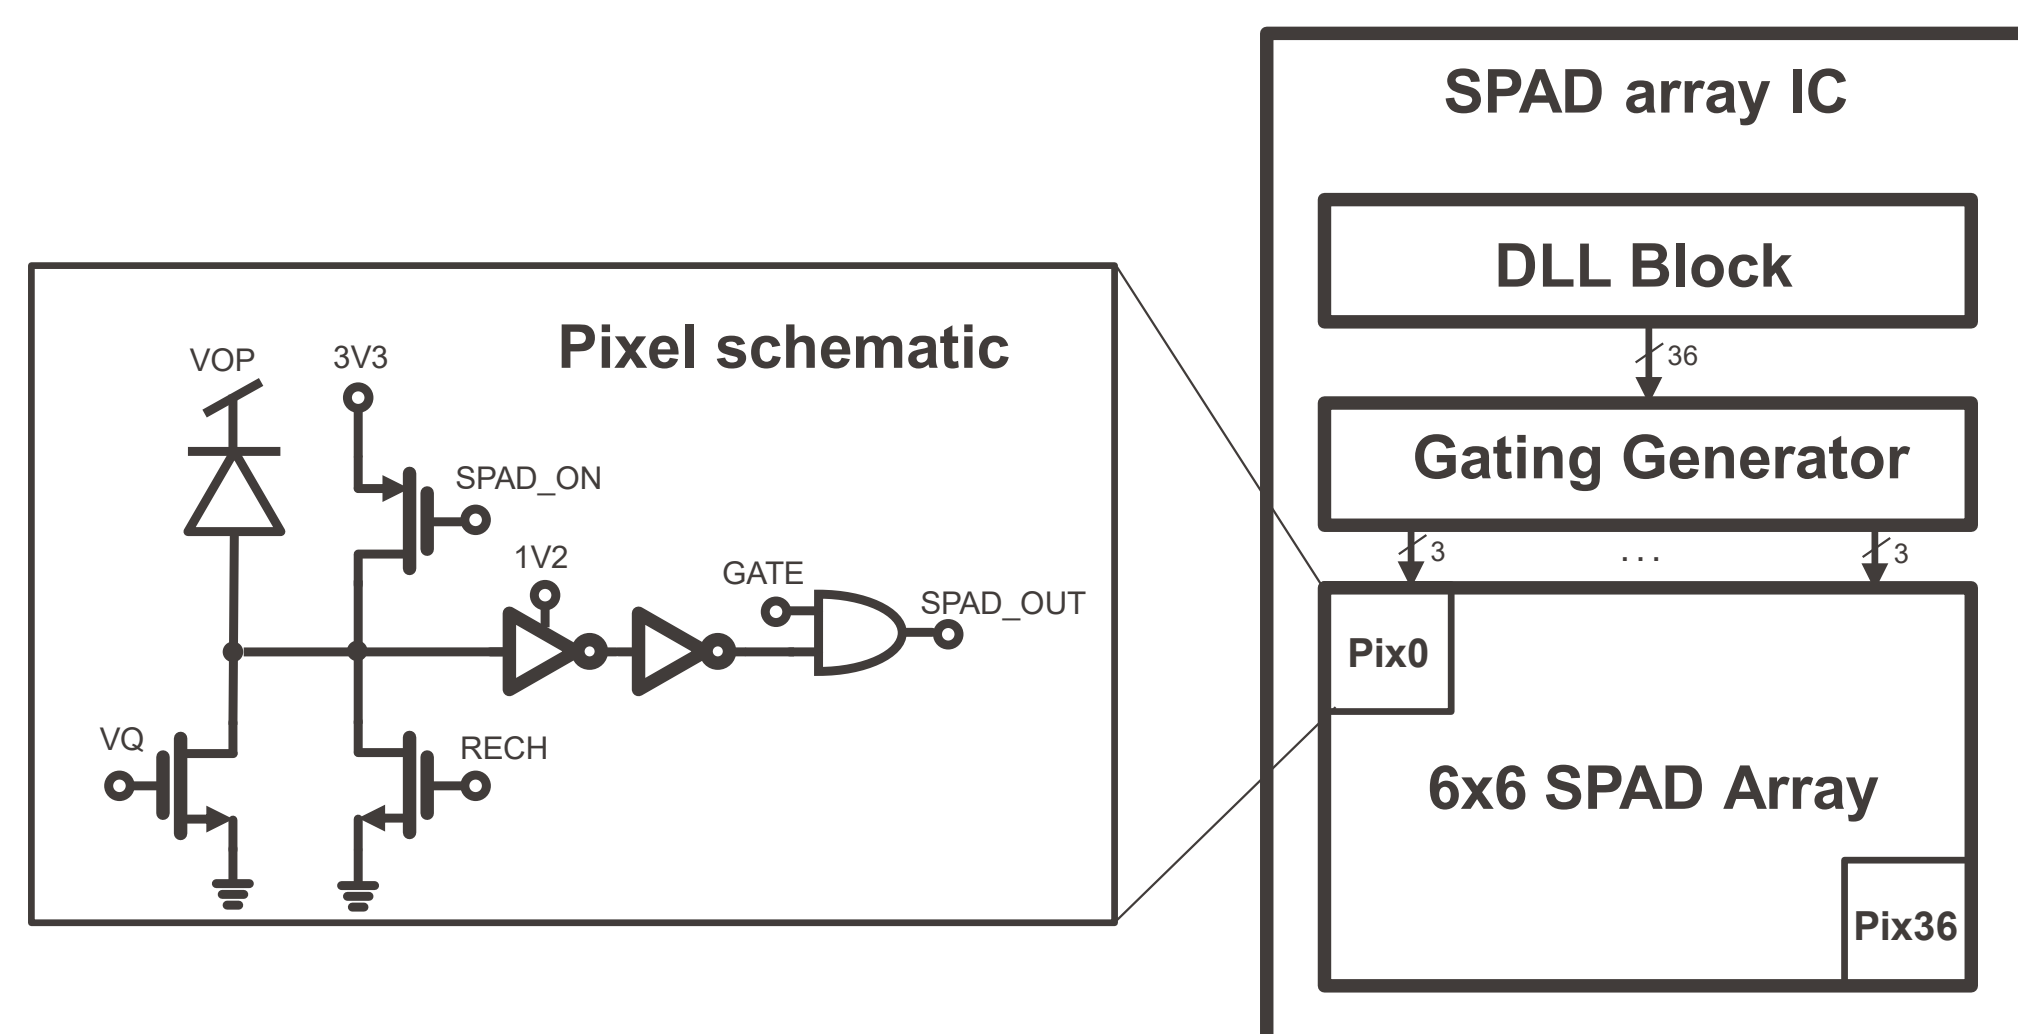 SPAD array IC
DLL Block
36
Gating Generator
3
. . .
3
Pix0
6x6 SPAD Array
Pix36
Pixel schematic
VOP
3V3
SPAD_ON
1V2
GATE
SPAD_OUT
VQ
RECH